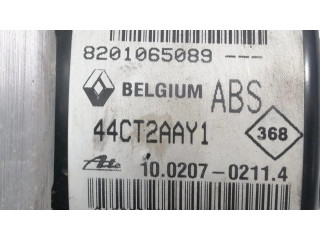 8201065089 ---
BELGIUM ABS
44CT2AAY1
368
Ate 10.0207-0211.4